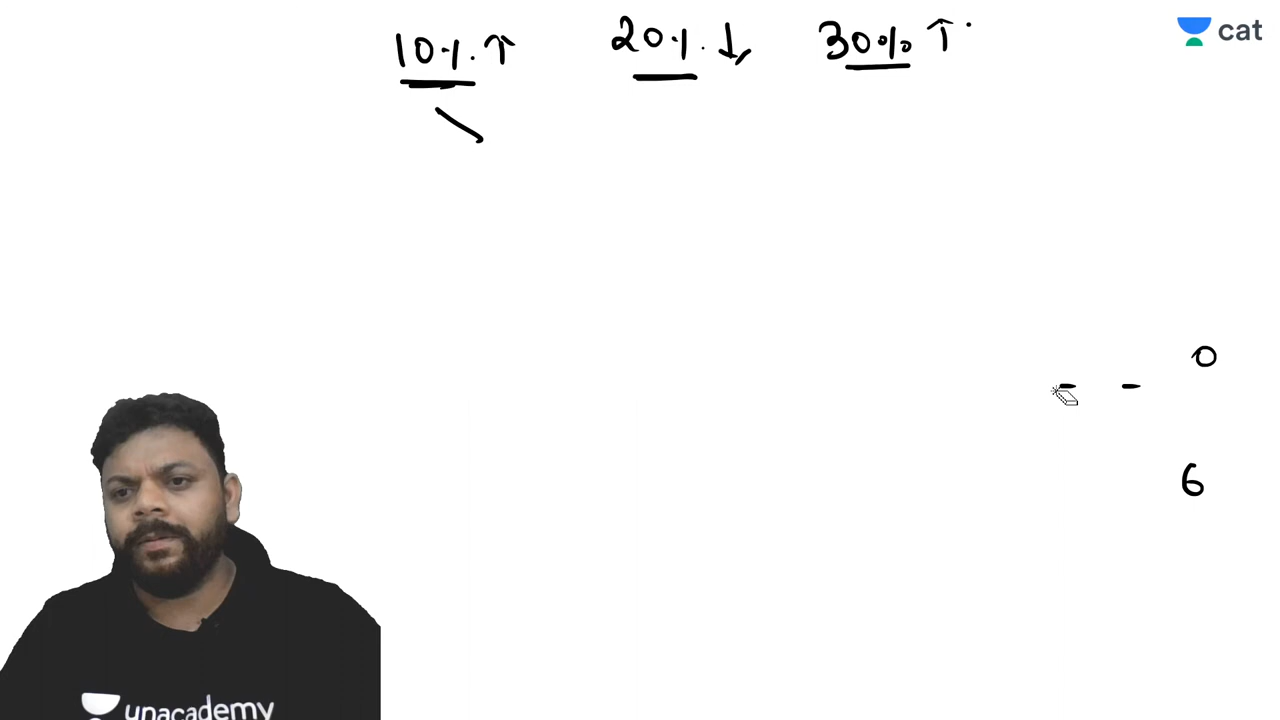 10%. ↑ 20%. ↓ 30% ↑
cat
- - 0
6
unacademy